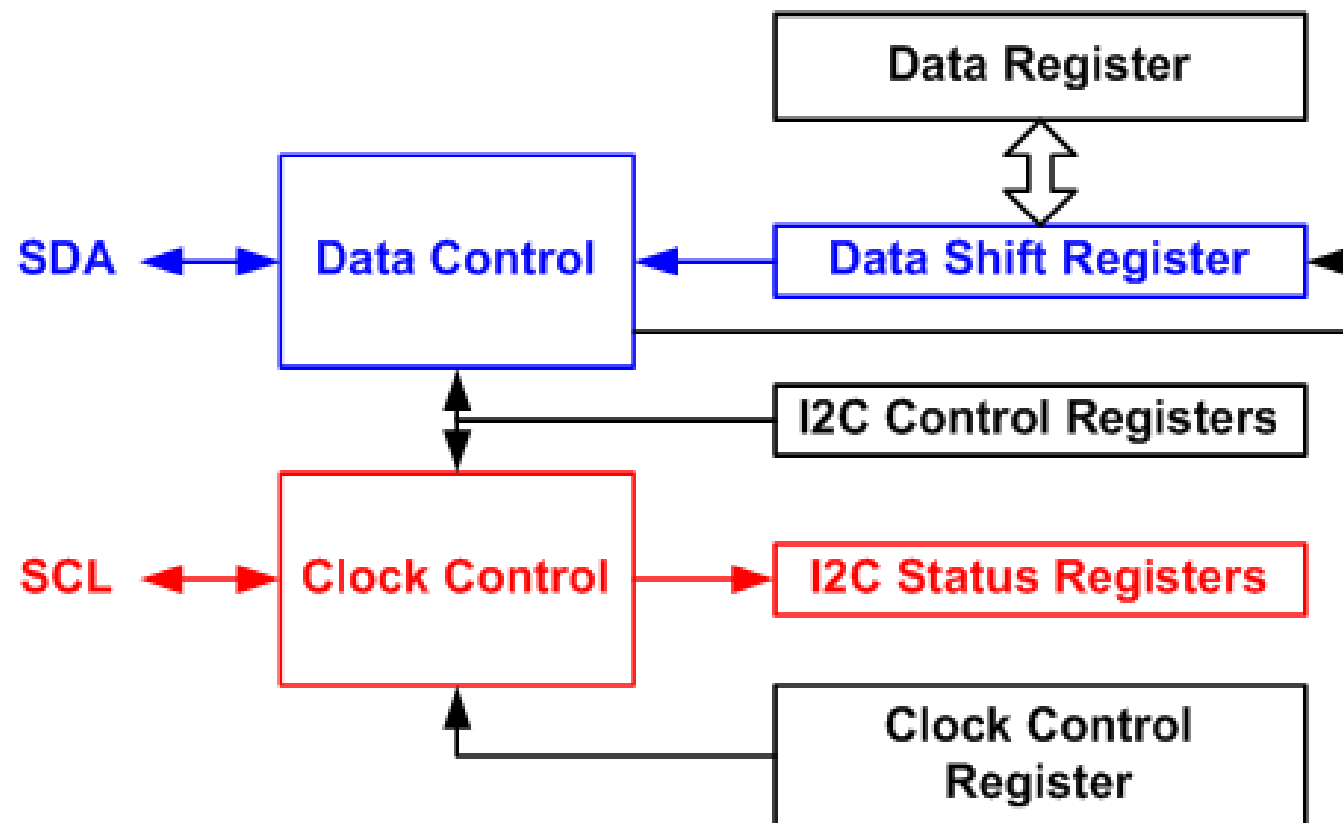 Data Register
SDA
Data Control
Data Shift Register
I2C Control Registers
SCL
Clock Control
I2C Status Registers
Clock Control
Register